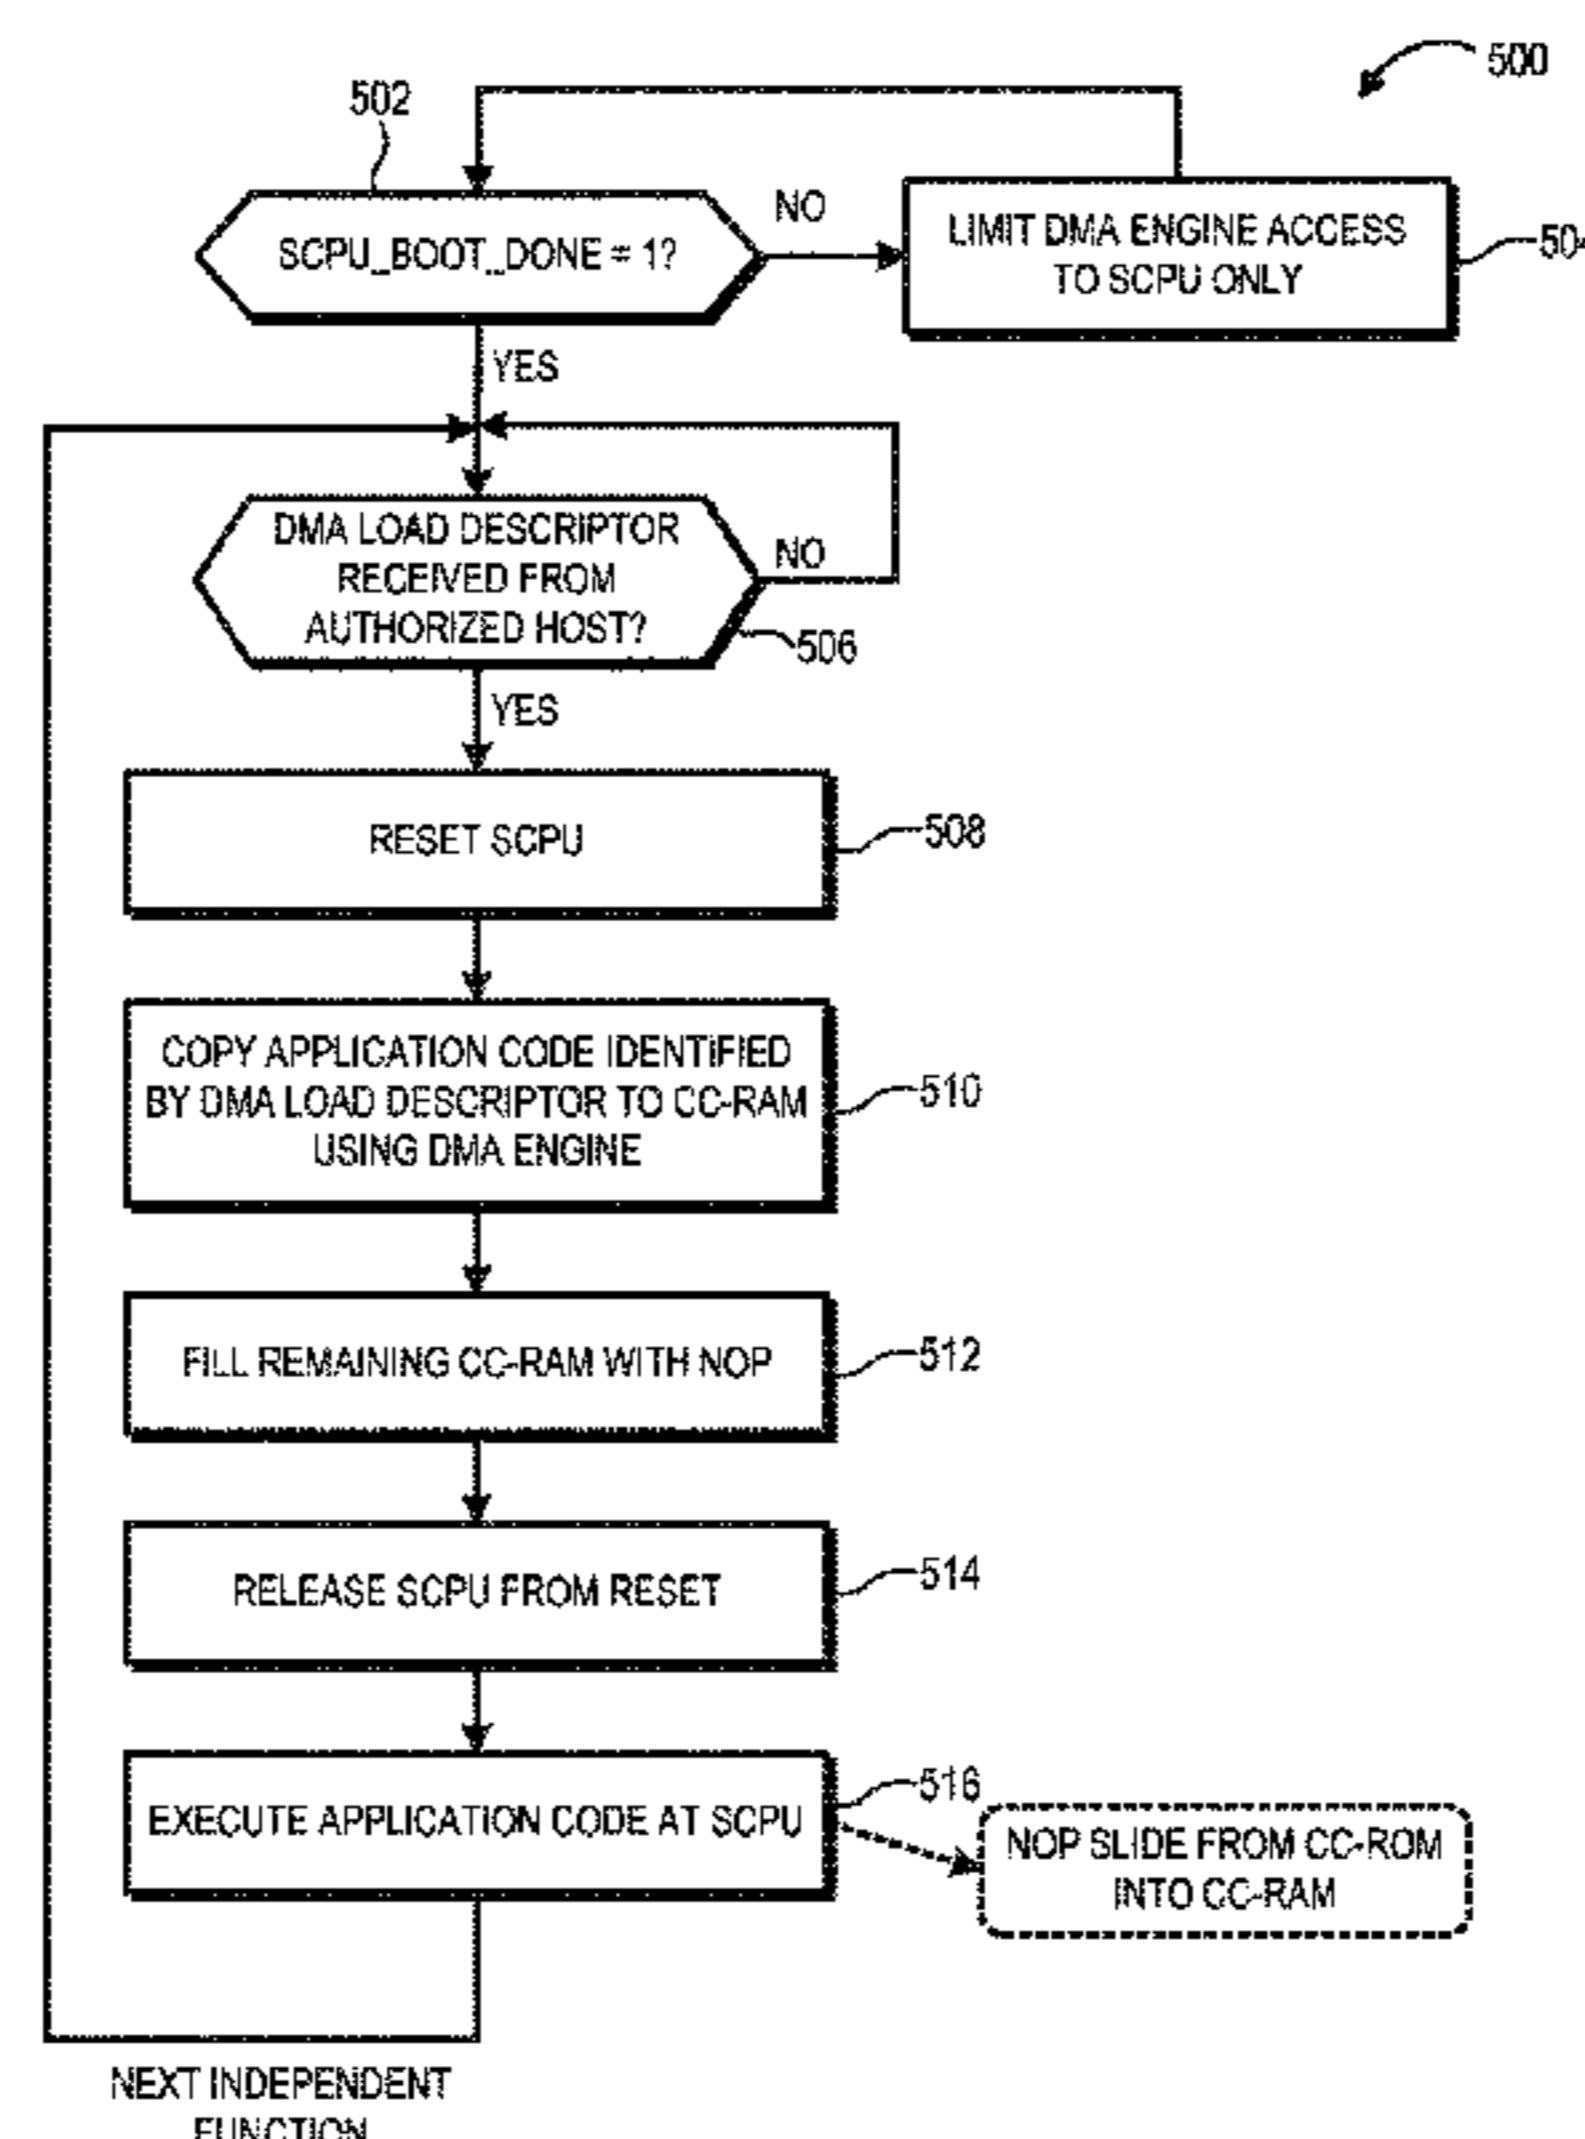 500
502
SCPU_BOOT_DONE = 1?
NO
LIMIT DMA ENGINE ACCESS
TO SCPU ONLY
50
YES
DMA LOAD DESCRIPTOR
RECEIVED FROM
AUTHORIZED HOST?
NO
506
YES
RESET SCPU
508
COPY APPLICATION CODE IDENTIFIED
BY DMA LOAD DESCRIPTOR TO CC-RAM
USING DMA ENGINE
510
FILL REMAINING CC-RAM WITH NOP
512
RELEASE SCPU FROM RESET
514
EXECUTE APPLICATION CODE AT SCPU
516
NOP SLIDE FROM CC-ROM
INTO CC-RAM
NEXT INDEPENDENT
FUNCTION